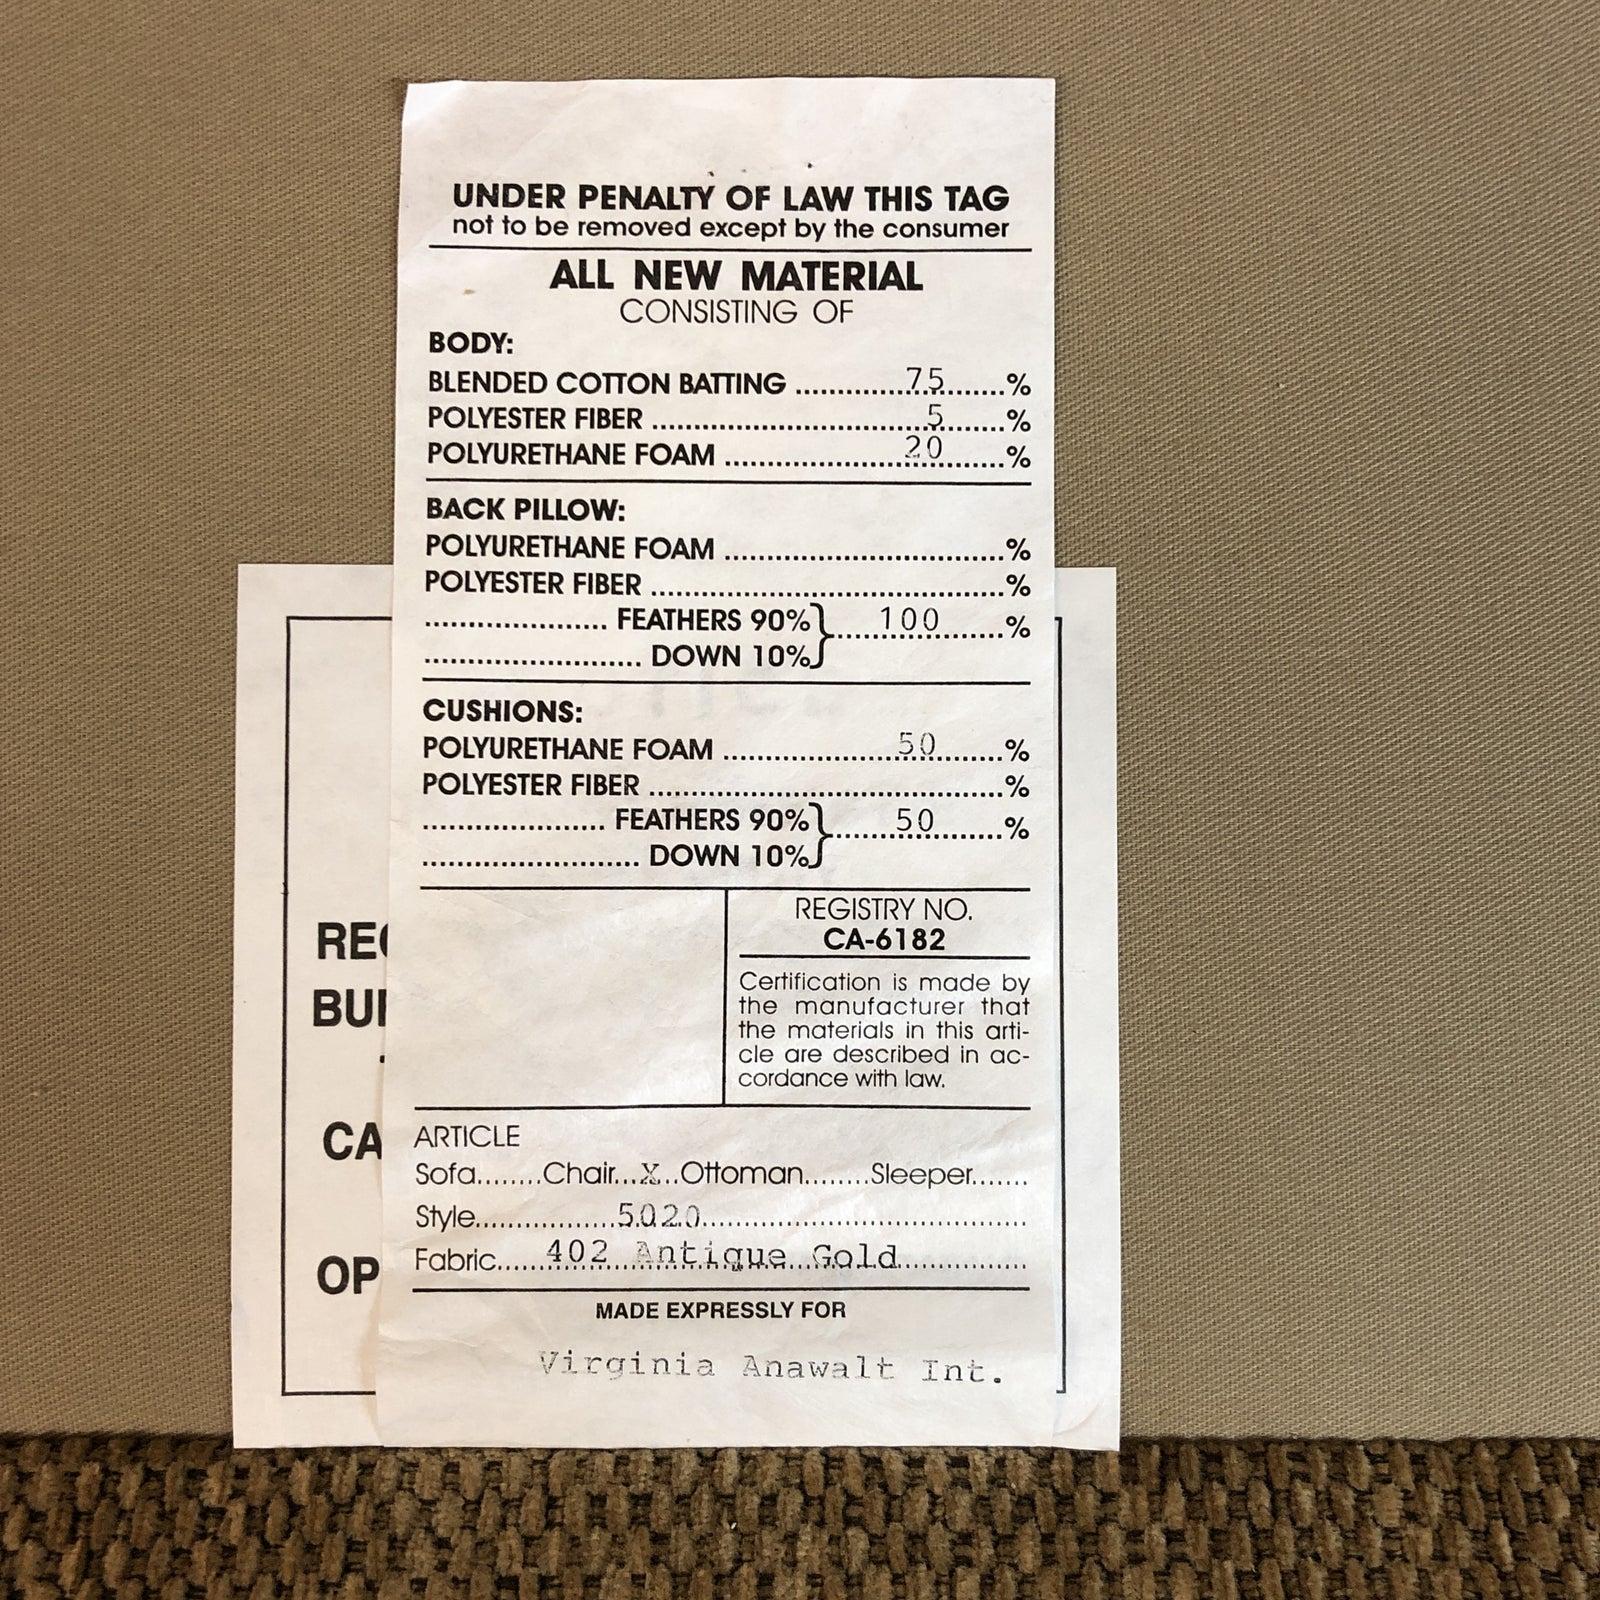 UNDER PENALTY OF LAW THIS TAG
not to be removed except by the consumer
ALL NEW MATERIAL
CONSISTING OF
BODY:
BLENDED COTTON BATTING ..............75.......%
POLYESTER FIBER ....................................5.......%
POLYURETHANE FOAM .......................20.......%
BACK PILLOW:
POLYURETHANE FOAM ...................................%
POLYESTER FIBER ............................................%
...................... FEATHERS 90% } 100 %
.......................... DOWN 10%
CUSHIONS:
POLYURETHANE FOAM ......................50........%
POLYESTER FIBER ............................................%
...................... FEATHERS 90% } 50 %
.......................... DOWN 10%
REGISTRY NO.
CA-6182
Certification is made by
the manufacturer that
the materials in this arti-
cle are described in ac-
cordance with law.
ARTICLE
Sofa........Chair...X..Ottoman........Sleeper.......
Style.................5020.......................................
Fabric......402 Antique Gold................
MADE EXPRESSLY FOR
Virginia Anawalt Int.
CA
OP